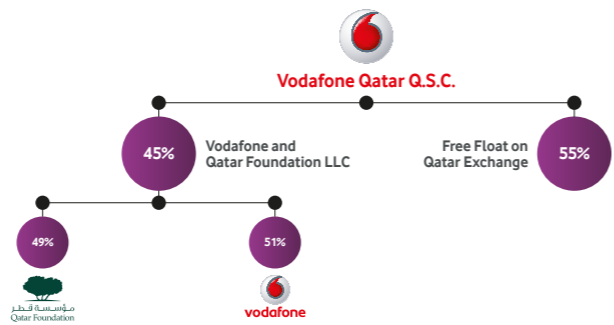 Vodafone Qatar Q.S.C.
45%
Vodafone and
Qatar Foundation LLC
Free Float on
Qatar Exchange
55%
49%
51%
مؤسسة قطر
Qatar Foundation
vodafone